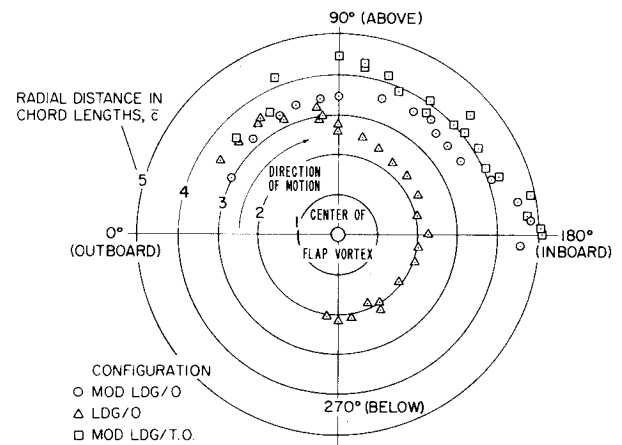 90° (ABOVE)
RADIAL DISTANCE IN
CHORD LENGTHS, c̄
5
4
3
2
1
DIRECTION
OF MOTION
CENTER OF
FLAP VORTEX
0°
(OUTBOARD)
180°
(INBOARD)
270° (BELOW)
CONFIGURATION
○ MOD LDG/O
△ LDG/O
□ MOD LDG/T.O.